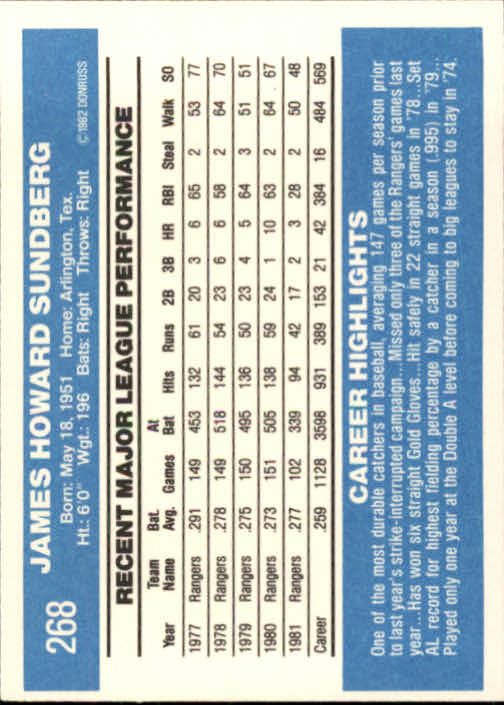 268
JAMES HOWARD SUNDBERG
Born: May 18, 1951 Home: Arlington, Tex.
Ht.: 6'0" Wgt.: 196 Bats: Right Throws: Right
©1982 DONRUSS
RECENT MAJOR LEAGUE PERFORMANCE
Year Team Name Bat. Avg. Games At Bat Hits Runs 2B 3B HR RBI Steal Walk SO
1977 Rangers .291 149 453 132 61 20 3 6 65 2 53 77
1978 Rangers .278 149 518 144 54 23 6 6 58 2 64 70
1979 Rangers .275 150 495 136 50 23 4 5 64 3 51 51
1980 Rangers .273 151 505 138 59 24 1 10 63 2 64 67
1981 Rangers .277 102 339 94 42 17 2 3 28 2 50 48
Career .259 1128 3598 931 389 153 21 42 384 16 484 569
CAREER HIGHLIGHTS
One of the most durable catchers in baseball, averaging 147 games per season prior
to last year's strike-interrupted campaign...Missed only three of the Rangers' games last
year...Has won six straight Gold Gloves...Hit safely in 22 straight games in '78...Set
AL record for highest fielding percentage by a catcher in a season (.995) in '79...
Played only one year at the Double A level before coming to big leagues to stay in '74.